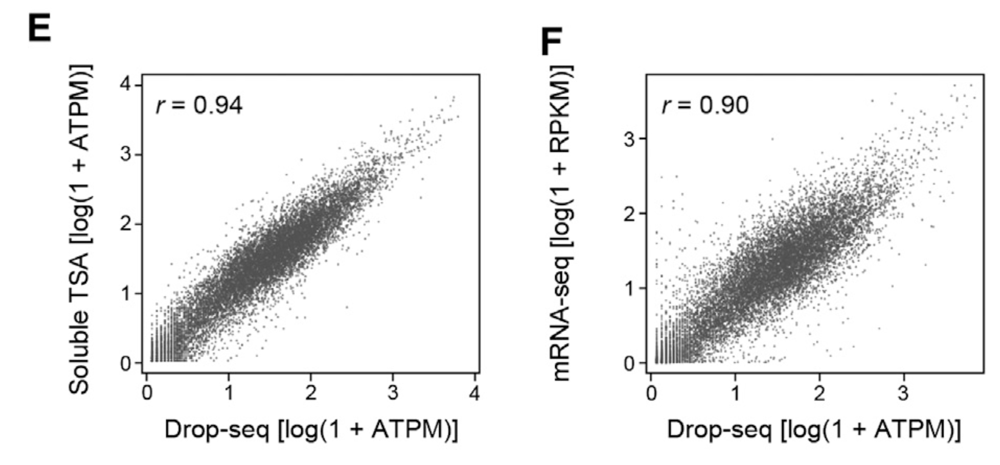 E
Soluble TSA [log(1 + ATPM)]
4
3
2
1
0
r = 0.94
0 1 2 3 4
Drop-seq [log(1 + ATPM)]
F
mRNA-seq [log(1 + RPKM)]
3
2
1
0
r = 0.90
0 1 2 3
Drop-seq [log(1 + ATPM)]